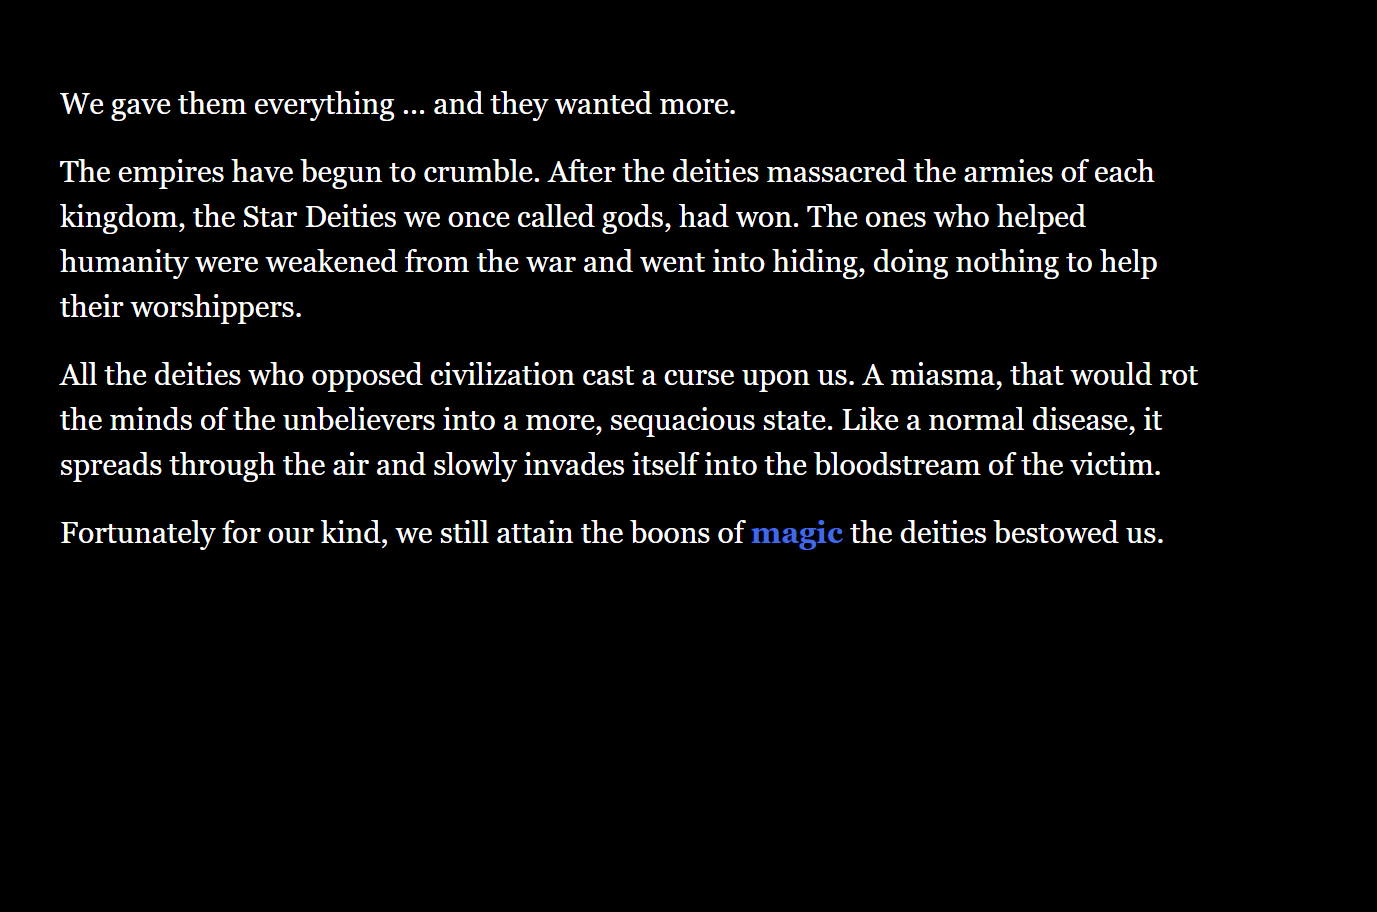 We gave them everything ... and they wanted more.
The empires have begun to crumble. After the deities massacred the armies of each
kingdom, the Star Deities we once called gods, had won. The ones who helped
humanity were weakened from the war and went into hiding, doing nothing to help
their worshippers.
All the deities who opposed civilization cast a curse upon us. A miasma, that would rot
the minds of the unbelievers into a more, sequacious state. Like a normal disease, it
spreads through the air and slowly invades itself into the bloodstream of the victim.
Fortunately for our kind, we still attain the boons of magic the deities bestowed us.